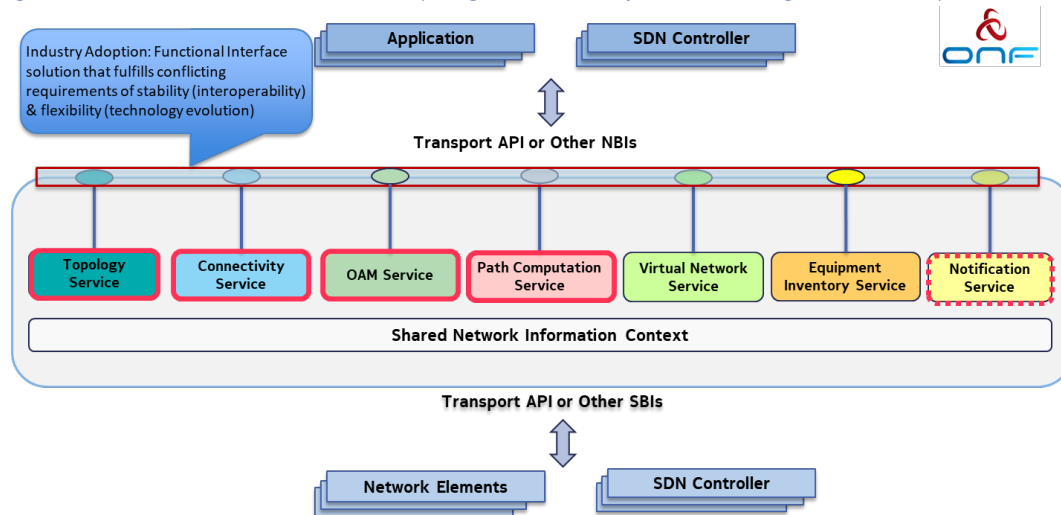 Application
SDN Controller
ONF
Industry Adoption: Functional Interface
solution that fulfills conflicting
requirements of stability (interoperability)
& flexibility (technology evolution)
Transport API or Other NBIs
Topology
Service
Connectivity
Service
OAM Service
Path Computation
Service
Virtual Network
Service
Equipment
Inventory Service
Notification
Service
Shared Network Information Context
Transport API or Other SBIs
Network Elements
SDN Controller